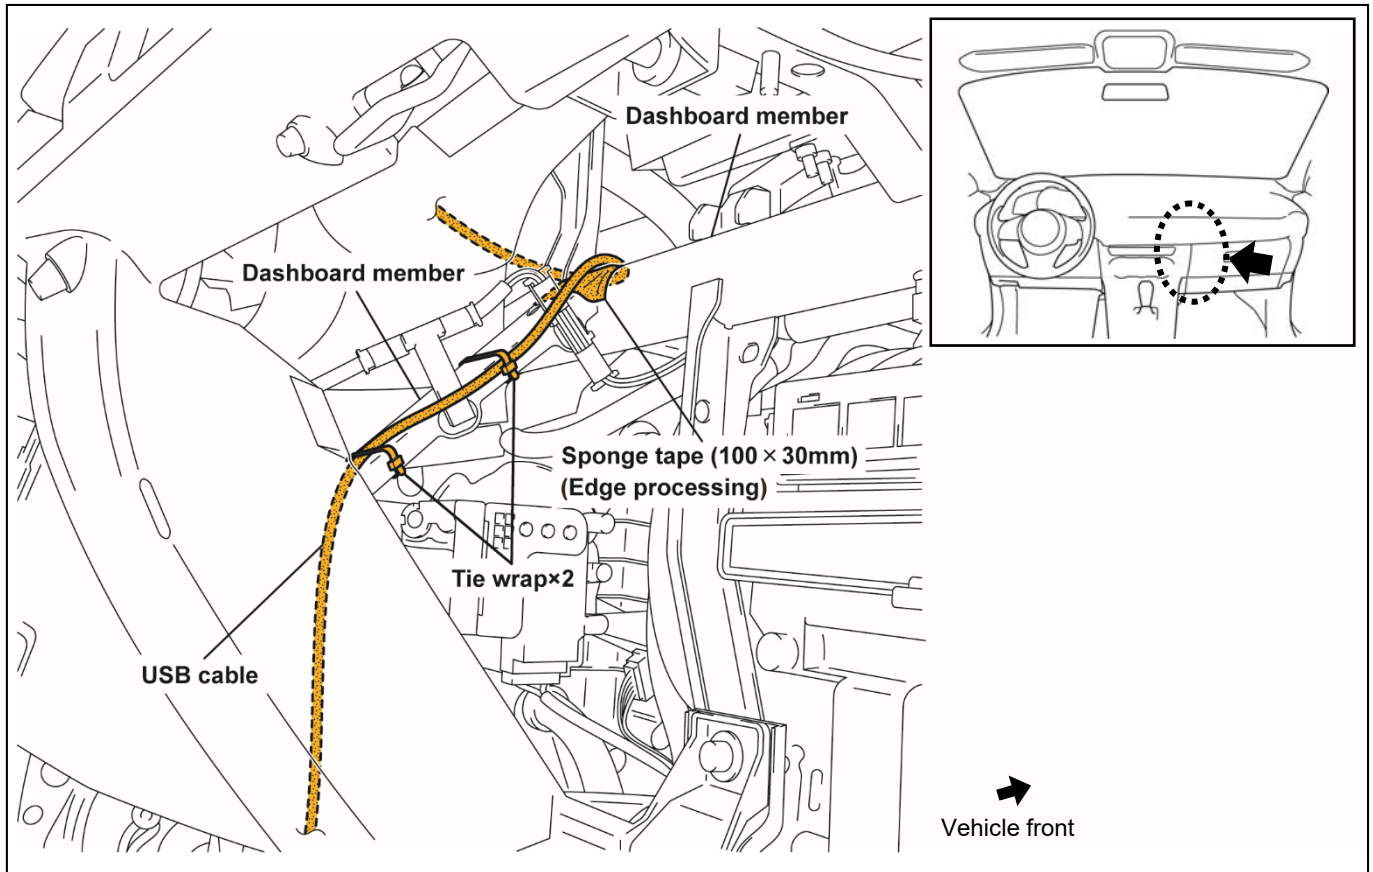 Dashboard member
Dashboard member
Sponge tape (100×30mm)
(Edge processing)
Tie wrap×2
USB cable
Vehicle front